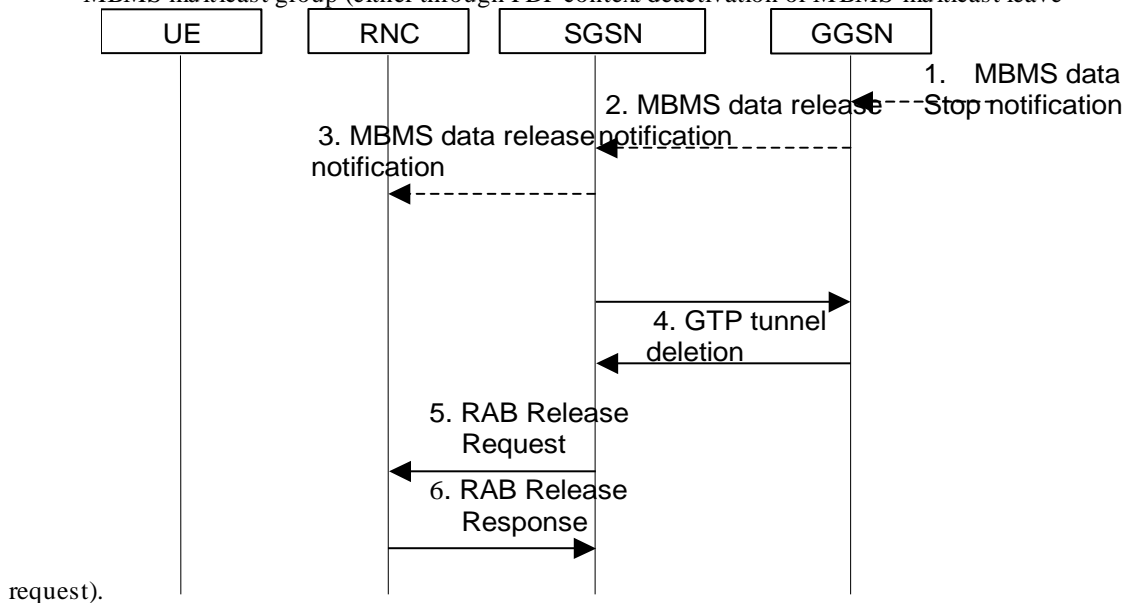 MBMS multicast group (either through PDP context deactivation or MBMS multicast leave
UE RNC SGSN GGSN
1. MBMS data
Stop notification
2. MBMS data release
notification
3. MBMS data release
notification
4. GTP tunnel
deletion
5. RAB Release
Request
6. RAB Release
Response
request).